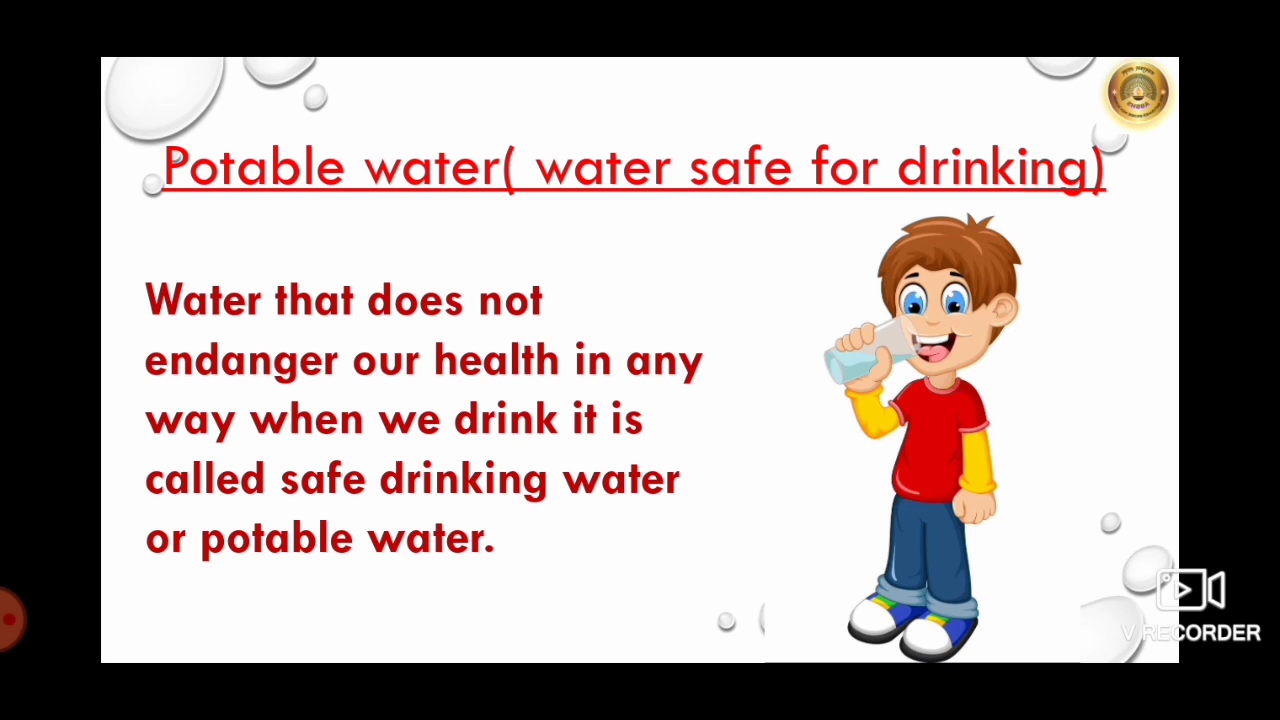 Potable water( water safe for drinking)
Water that does not
endanger our health in any
way when we drink it is
called safe drinking water
or potable water.
V RECORDER